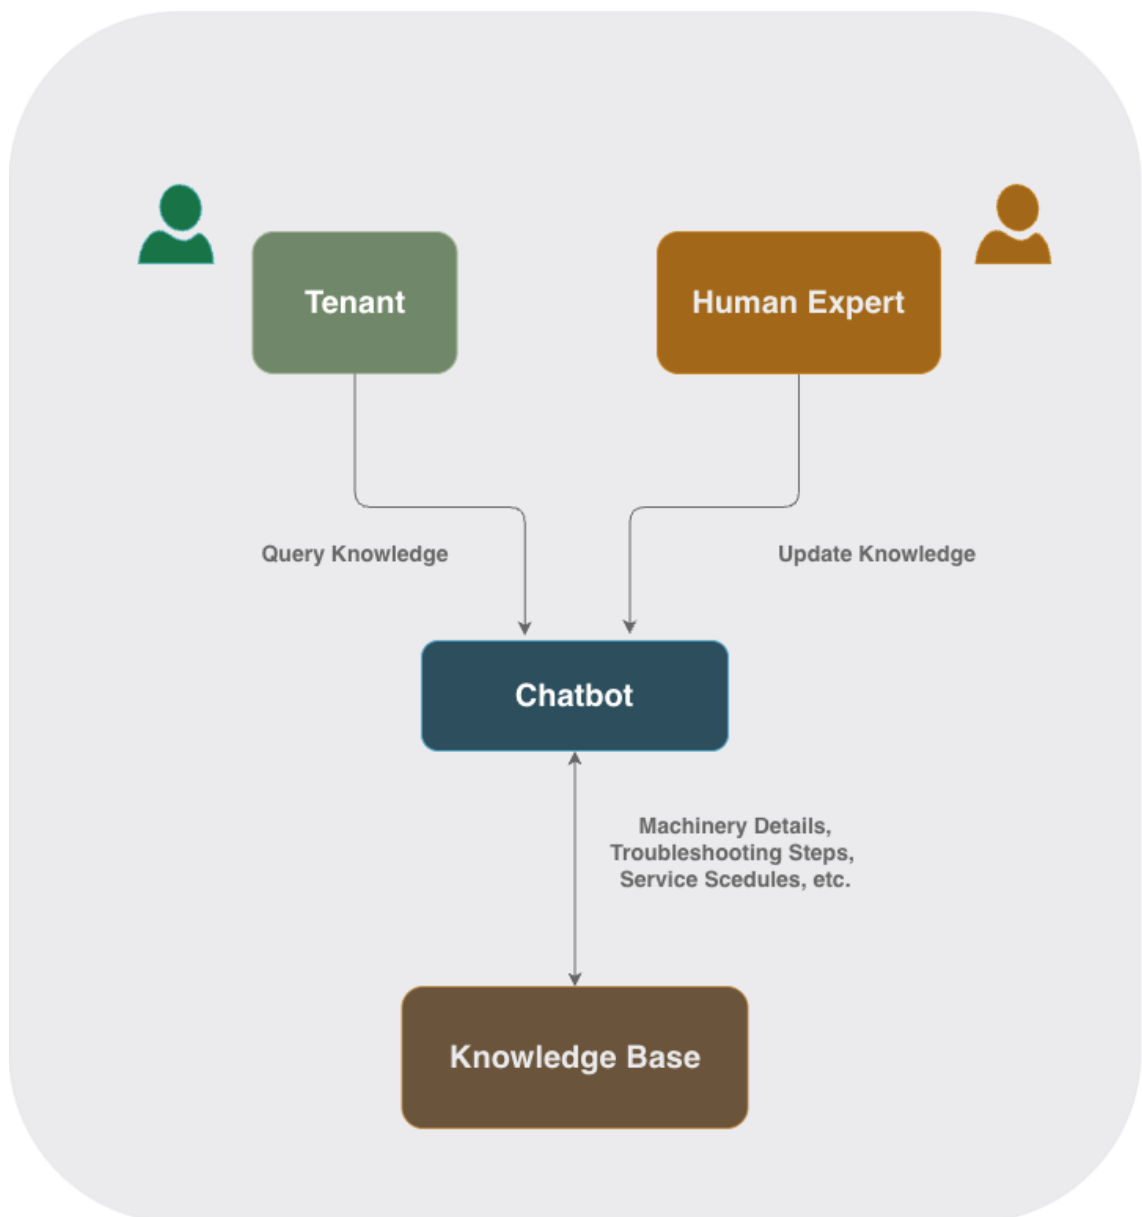 Tenant
Human Expert
Query Knowledge
Update Knowledge
Chatbot
Machinery Details,
Troubleshooting Steps,
Service Scedules, etc.
Knowledge Base